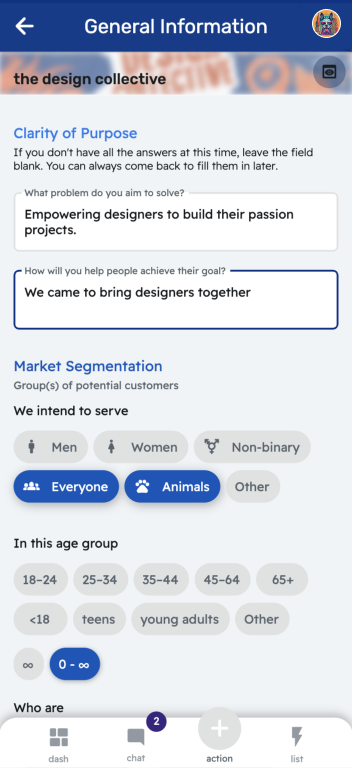 General Information
the design collective
Clarity of Purpose
If you don't have all the answers at this time, leave the field
blank. You can always come back to fill them in later.
What problem do you aim to solve?
Empowering designers to build their passion
projects.
How will you help people achieve their goal?
We came to bring designers together
Market Segmentation
Group(s) of potential customers
We intend to serve
Men Women Non-binary
Everyone Animals Other
In this age group
18-24 25-34 35-44 45-64 65+
<18 teens young adults Other
∞ 0 - ∞
Who are
2
dash chat action list